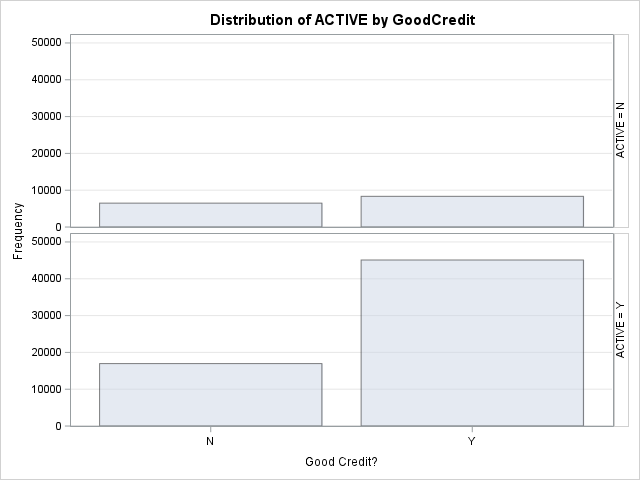 Distribution of ACTIVE by GoodCredit
50000
40000
30000
20000
10000
0
ACTIVE = N
50000
40000
30000
20000
10000
0
ACTIVE = Y
Frequency
N
Y
Good Credit?